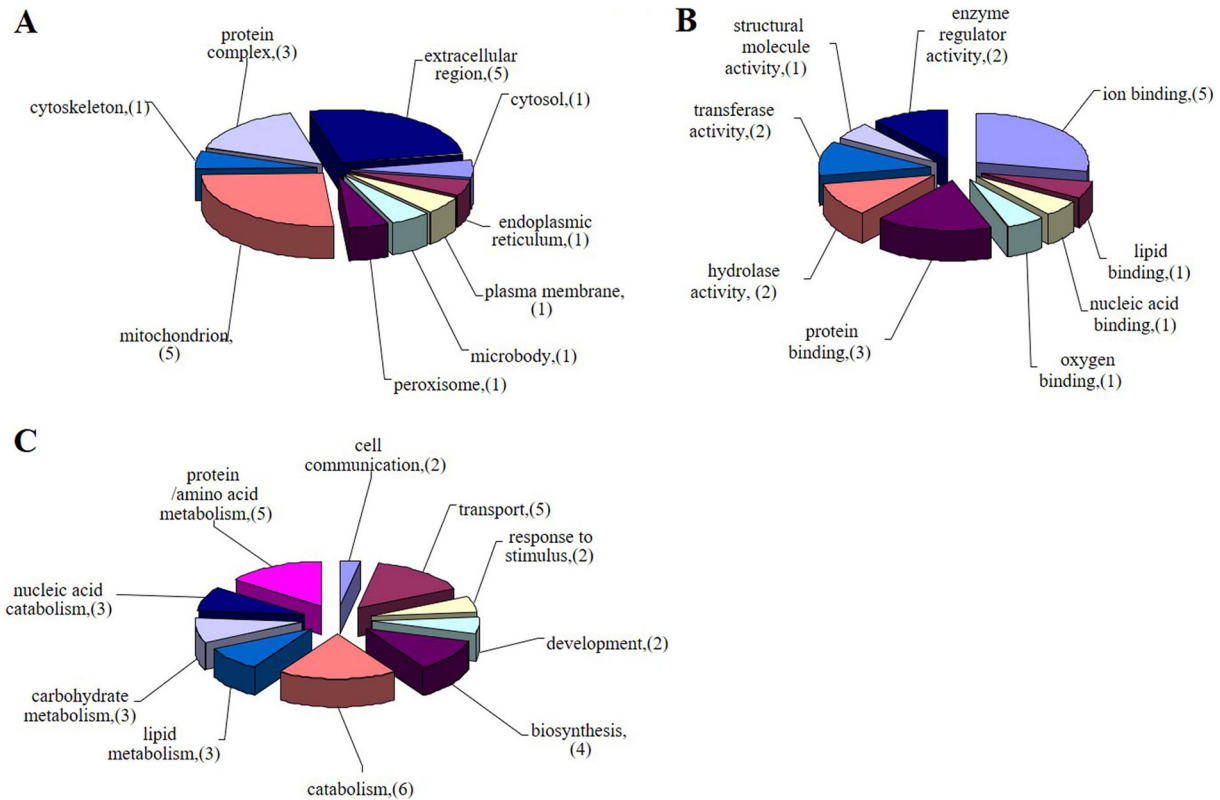 A
protein
complex,(3)
extracellular
region,(5)
cytosol,(1)
cytoskeleton,(1)
endoplasmic
reticulum,(1)
plasma membrane,
(1)
microbody,(1)
peroxisome,(1)
mitochondrion,
(5)
B
structural
molecule
activity,(1)
enzyme
regulator
activity,(2)
ion binding,(5)
transferase
activity,(2)
lipid
binding,(1)
nucleic acid
binding,(1)
oxygen
binding,(1)
protein
binding,(3)
hydrolase
activity, (2)
C
cell
communication,(2)
protein
/amino acid
metabolism,(5)
transport,(5)
response to
stimulus,(2)
nucleic acid
catabolism,(3)
development,(2)
carbohydrate
metabolism,(3)
lipid
metabolism,(3)
biosynthesis,
(4)
catabolism,(6)